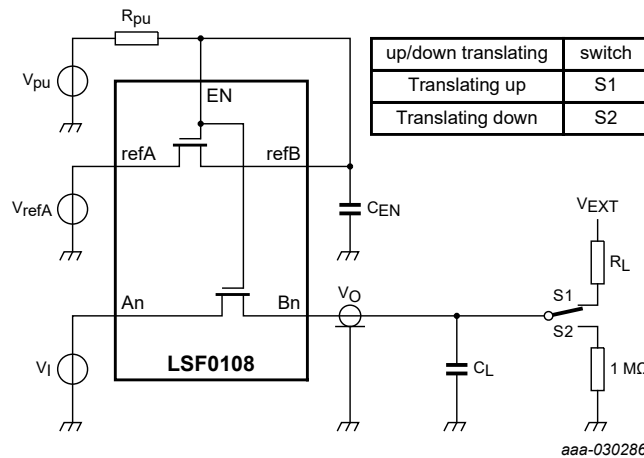 Rpu
Vpu
EN
refA
refB
VrefA
CEN
An
Bn
VO
VI
LSF0108
CL
up/down translating switch
Translating up S1
Translating down S2
VEXT
RL
S1
S2
1 MΩ
aaa-030286